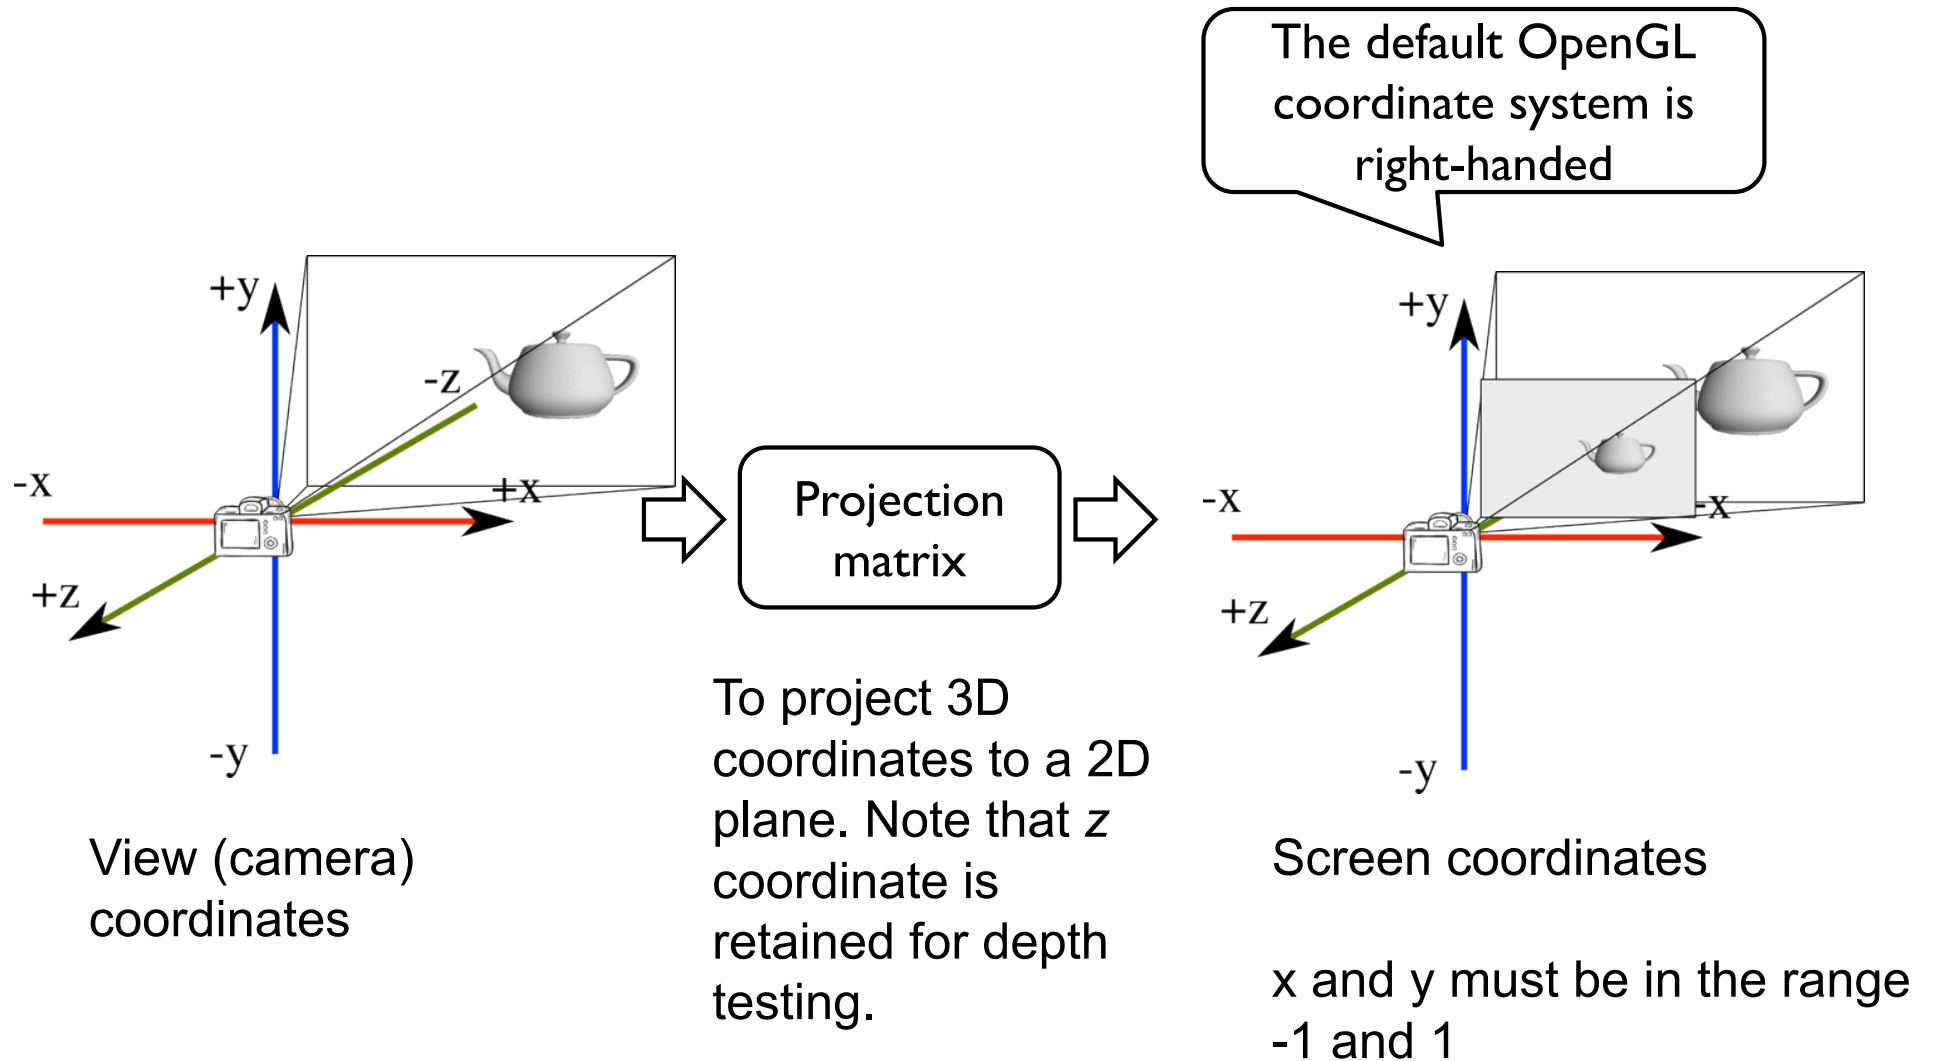 The default OpenGL
coordinate system is
right-handed
+y
-z
-x
+x
+z
-y
View (camera)
coordinates
Projection
matrix
To project 3D
coordinates to a 2D
plane. Note that z
coordinate is
retained for depth
testing.
+y
-x
-x
+z
-y
Screen coordinates
x and y must be in the range
-1 and 1